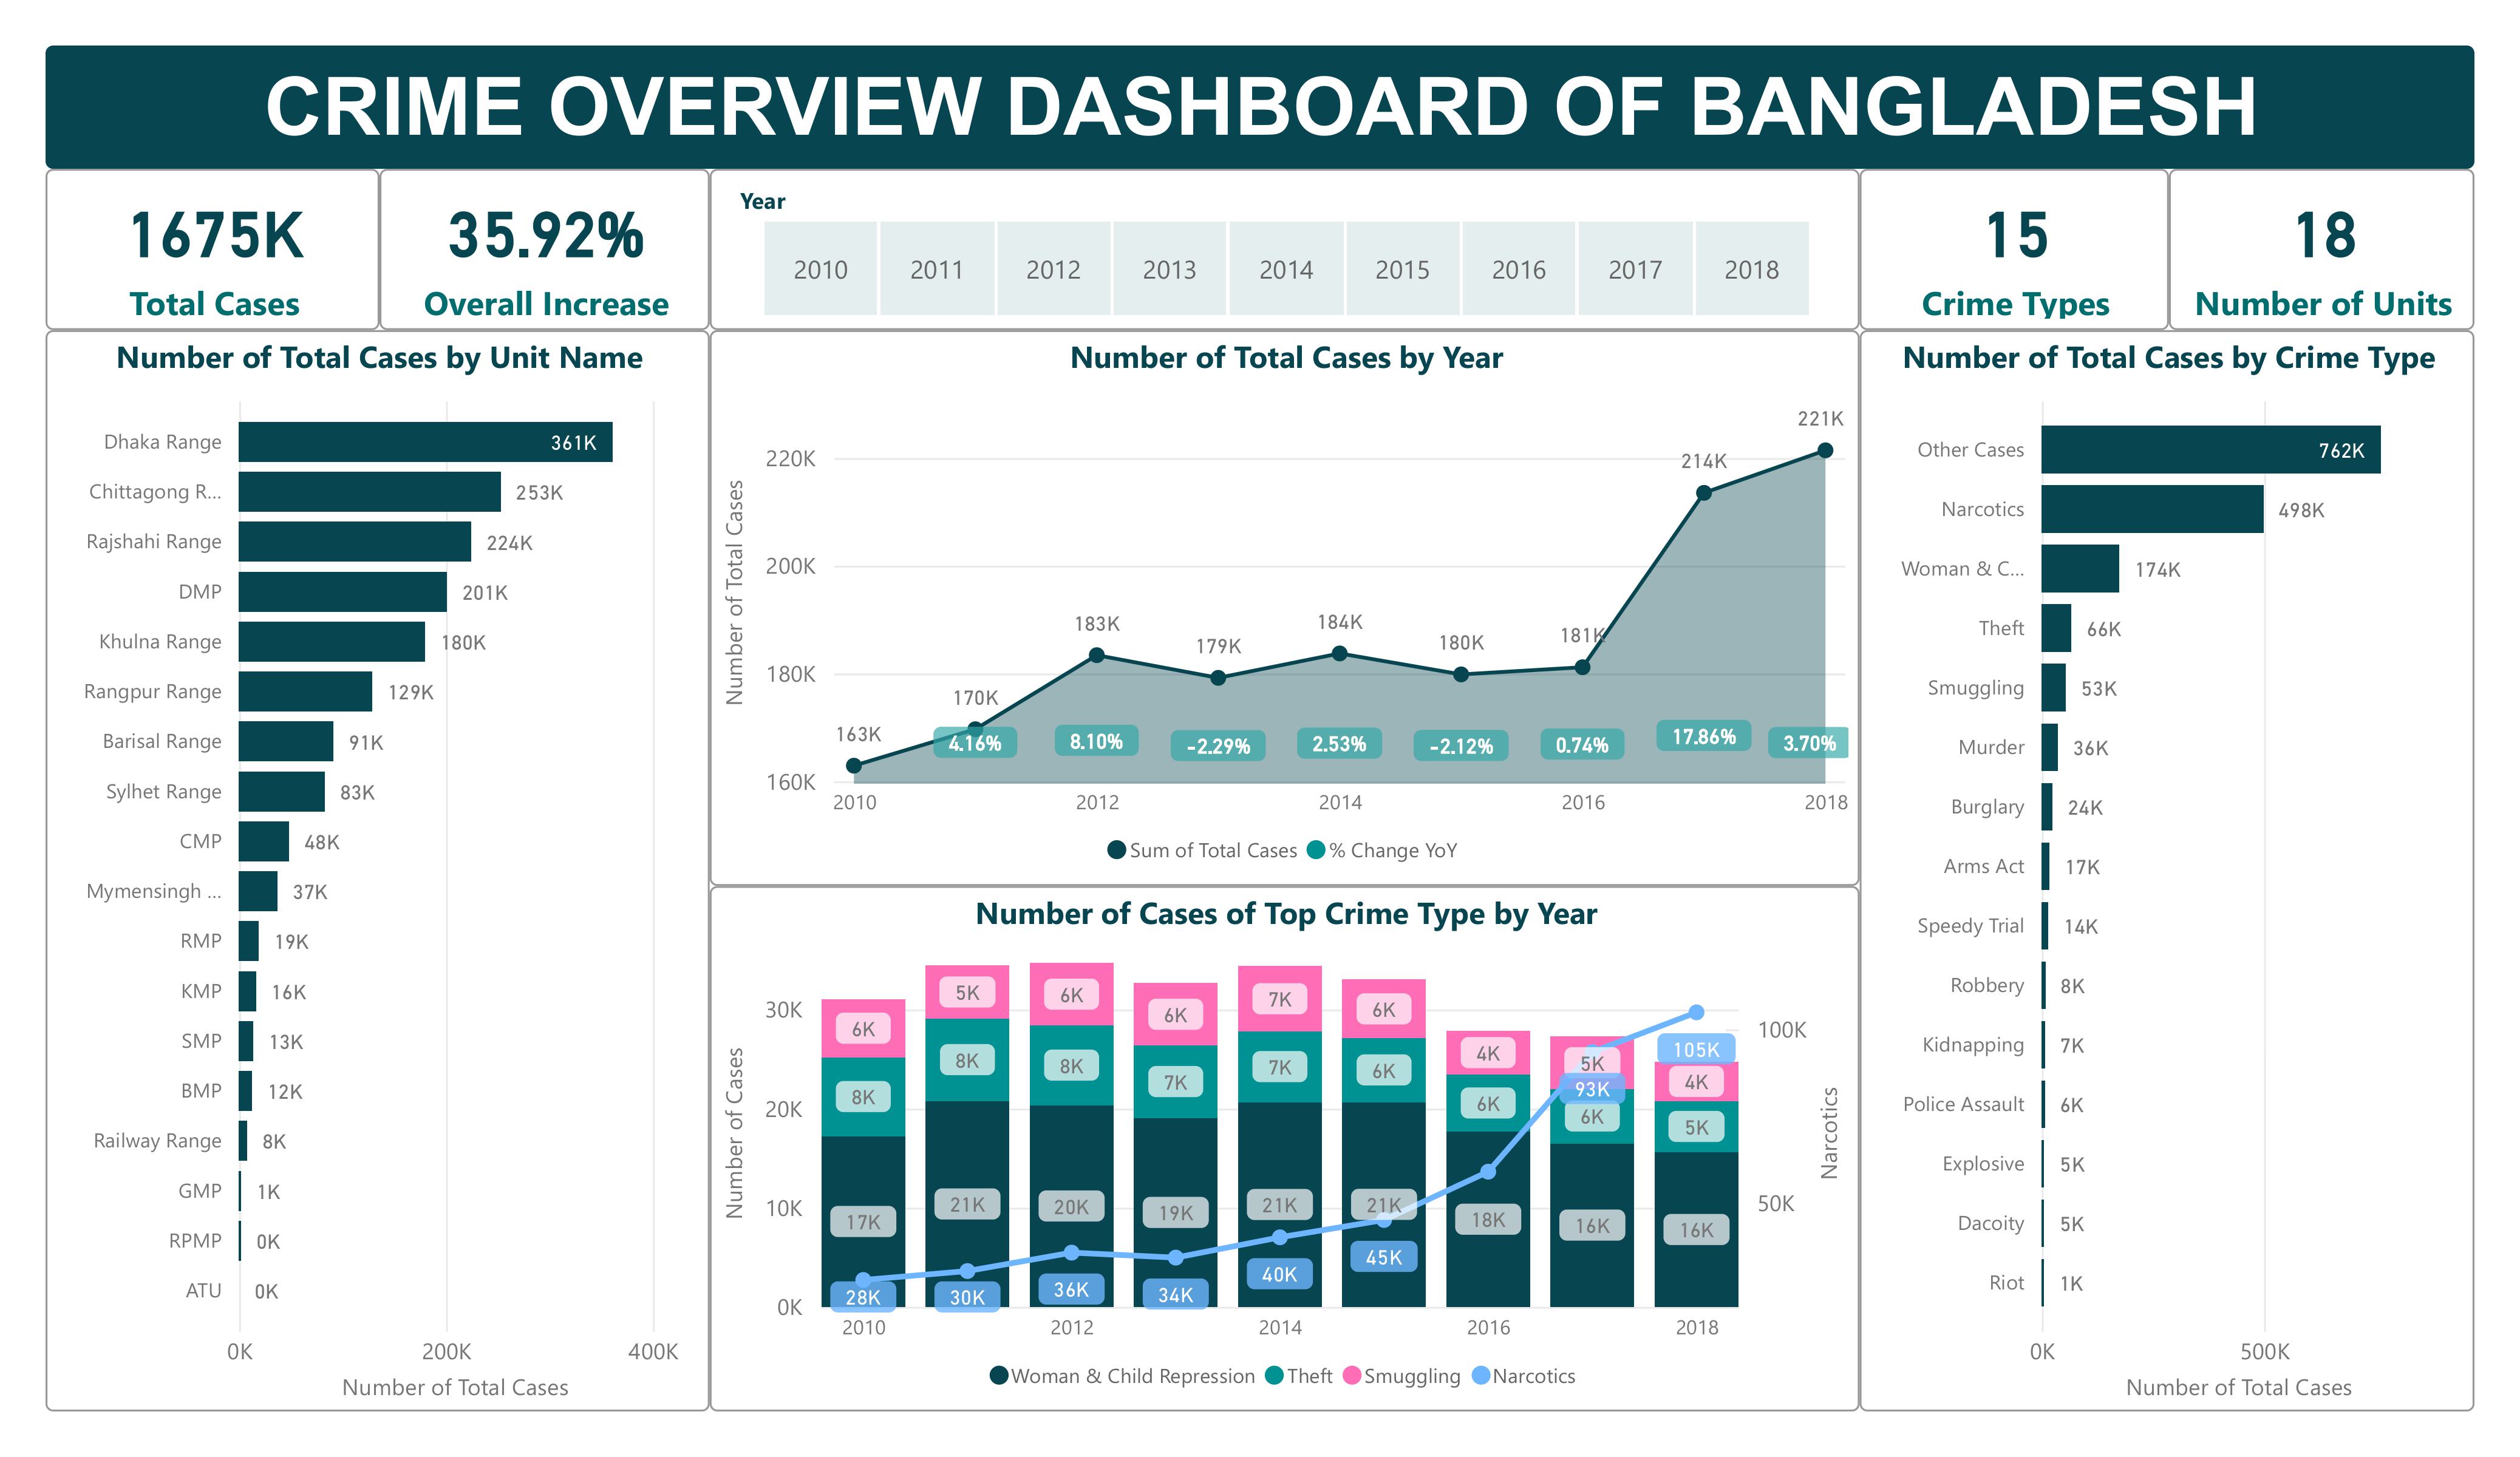 CRIME OVERVIEW DASHBOARD OF BANGLADESH
1675K
Total Cases
35.92%
Overall Increase
Year
2010 2011 2012 2013 2014 2015 2016 2017 2018
15
Crime Types
18
Number of Units
Number of Total Cases by Unit Name
Dhaka Range 361K
Chittagong R... 253K
Rajshahi Range 224K
DMP 201K
Khulna Range 180K
Rangpur Range 129K
Barisal Range 91K
Sylhet Range 83K
CMP 48K
Mymensingh ... 37K
RMP 19K
KMP 16K
SMP 13K
BMP 12K
Railway Range 8K
GMP 1K
RPMP 0K
ATU 0K
0K 200K 400K
Number of Total Cases
Number of Total Cases by Year
Number of Total Cases
220K
200K
180K
160K
163K 170K 183K 179K 184K 180K 181K 214K 221K
4.16% 8.10% -2.29% 2.53% -2.12% 0.74% 17.86% 3.70%
2010 2012 2014 2016 2018
Sum of Total Cases % Change YoY
Number of Cases of Top Crime Type by Year
Number of Cases
30K
20K
10K
0K
6K 5K 6K 6K 7K 6K 4K 5K 4K
8K 8K 8K 7K 7K 6K 6K 6K 5K
17K 21K 20K 19K 21K 21K 18K 16K 16K
28K 30K 36K 34K 40K 45K 93K 105K
100K
50K
Narcotics
2010 2012 2014 2016 2018
Woman & Child Repression Theft Smuggling Narcotics
Number of Total Cases by Crime Type
Other Cases 762K
Narcotics 498K
Woman & C... 174K
Theft 66K
Smuggling 53K
Murder 36K
Burglary 24K
Arms Act 17K
Speedy Trial 14K
Robbery 8K
Kidnapping 7K
Police Assault 6K
Explosive 5K
Dacoity 5K
Riot 1K
0K 500K
Number of Total Cases